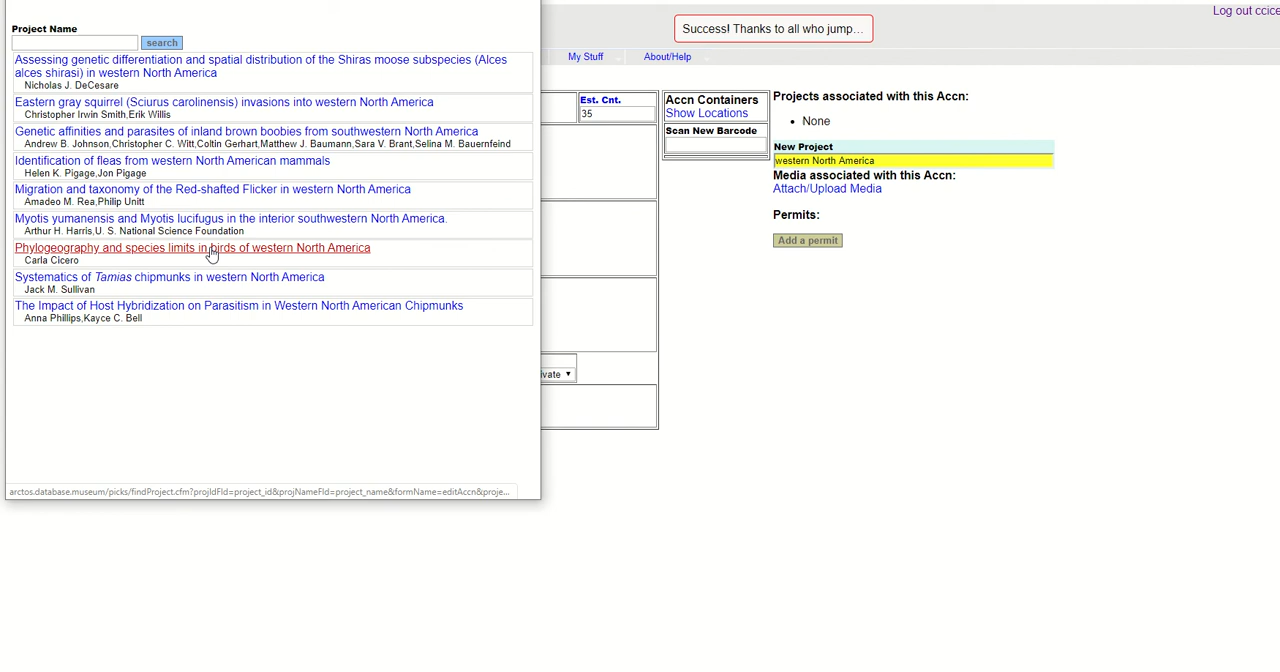 Log out ccice
Success! Thanks to all who jump...
My Stuff
About/Help
Project Name
search
Assessing genetic differentiation and spatial distribution of the Shiras moose subspecies (Alces
alces shirasi) in western North America
Nicholas J. DeCesare
Eastern gray squirrel (Sciurus carolinensis) invasions into western North America
Christopher Irwin Smith,Erik Willis
Genetic affinities and parasites of inland brown boobies from southwestern North America
Andrew B. Johnson,Christopher C. Witt,Coltin Gerhart,Matthew J. Baumann,Sara V. Brant,Selina M. Bauernfeind
Identification of fleas from western North American mammals
Helen K. Pigage,Jon Pigage
Migration and taxonomy of the Red-shafted Flicker in western North America
Amadeo M. Rea,Philip Unitt
Myotis yumanensis and Myotis lucifugus in the interior southwestern North America.
Arthur H. Harris,U. S. National Science Foundation
Phylogeography and species limits in birds of western North America
Carla Cicero
Systematics of Tamias chipmunks in western North America
Jack M. Sullivan
The Impact of Host Hybridization on Parasitism in Western North American Chipmunks
Anna Phillips,Kayce C. Bell
arctos.database.museum/picks/findProject.cfm?projIdFld=project_id&projNameFld=project_name&formName=editAccn&proje...
Est. Cnt.
35
ivate
Accn Containers
Show Locations
Scan New Barcode
Projects associated with this Accn:
• None
New Project
western North America
Media associated with this Accn:
Attach/Upload Media
Permits:
Add a permit